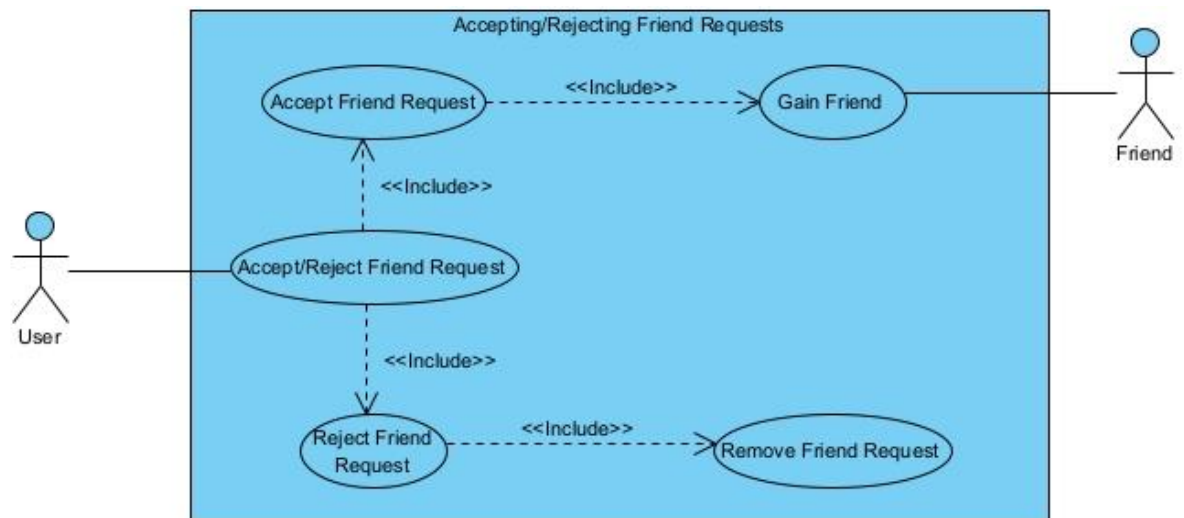 Accepting/Rejecting Friend Requests
Accept Friend Request
<<Include>>
Gain Friend
Friend
<<Include>>
Accept/Reject Friend Request
User
<<Include>>
Reject Friend
Request
<<Include>>
Remove Friend Request